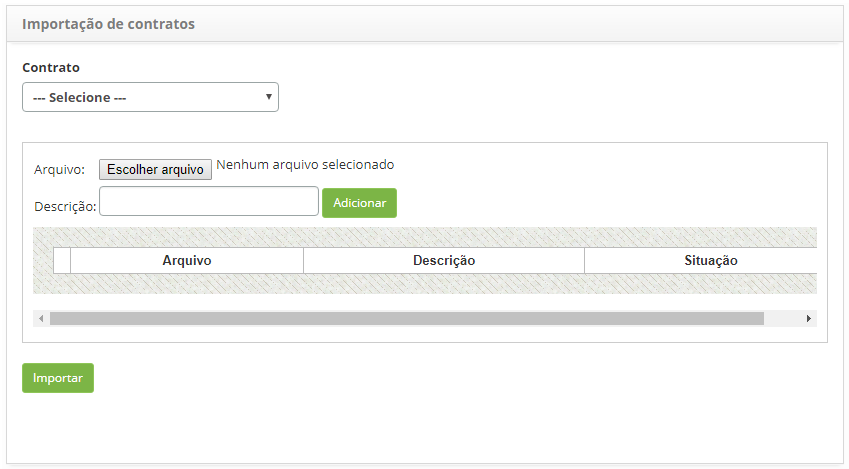 Importação de contratos
Contrato
--- Selecione ---
Arquivo: Escolher arquivo Nenhum arquivo selecionado
Descrição: Adicionar
Arquivo Descrição Situação
Importar